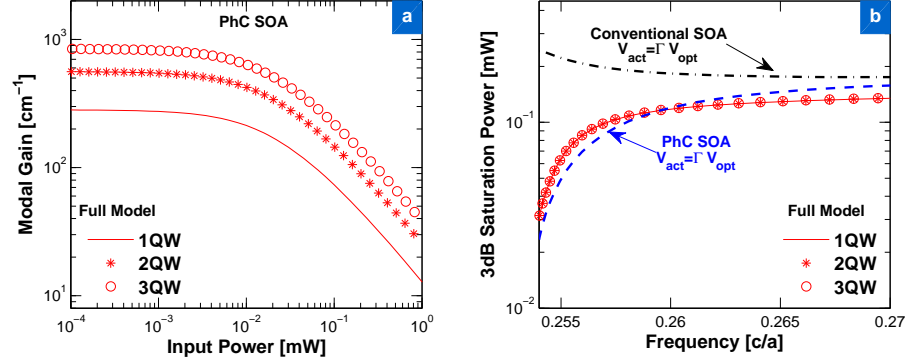 PhC SOA
a
Modal Gain [cm⁻¹]
10³
10²
10¹
Full Model
1QW
2QW
3QW
10⁻⁴
10⁻³
10⁻²
10⁻¹
10⁰
Input Power [mW]
b
3dB Saturation Power [mW]
10⁻¹
10⁻²
Conventional SOA
V_act=Γ V_opt
PhC SOA
V_act=Γ V_opt
Full Model
1QW
2QW
3QW
0.255
0.26
0.265
0.27
Frequency [c/a]